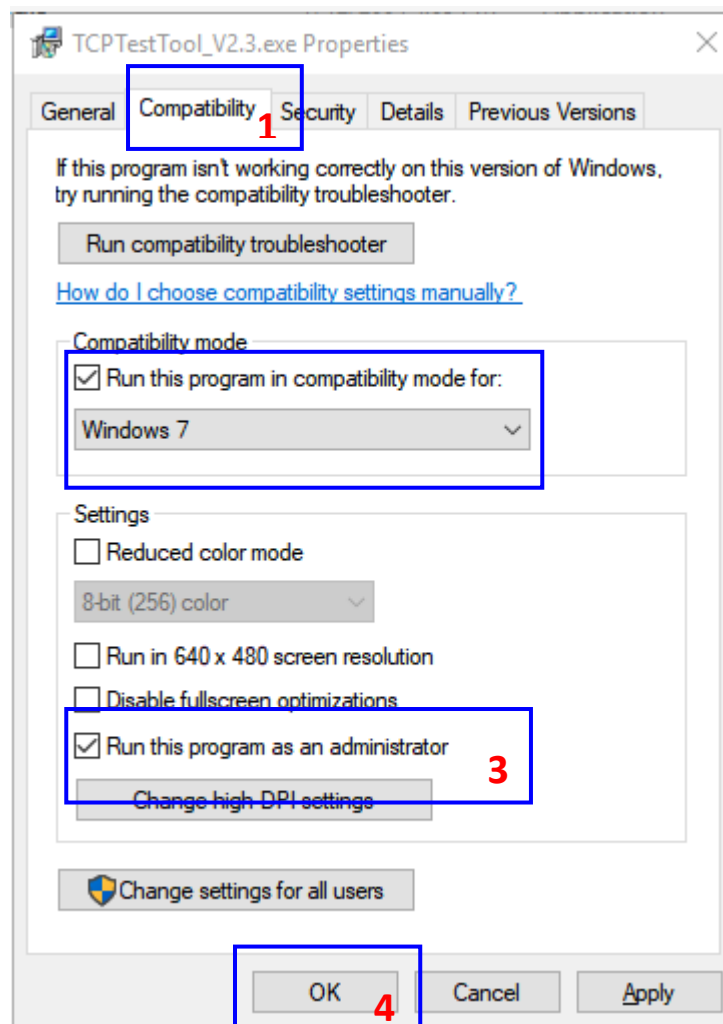 TCPTestTool_V2.3.exe Properties
General Compatibility 1 Security Details Previous Versions
If this program isn't working correctly on this version of Windows,
try running the compatibility troubleshooter.
Run compatibility troubleshooter
How do I choose compatibility settings manually?
Compatibility mode
Run this program in compatibility mode for:
Windows 7
Settings
Reduced color mode
8-bit (256) color
Run in 640 x 480 screen resolution
Disable fullscreen optimizations
Run this program as an administrator
3
Change high DPI settings
Change settings for all users
OK 4 Cancel Apply